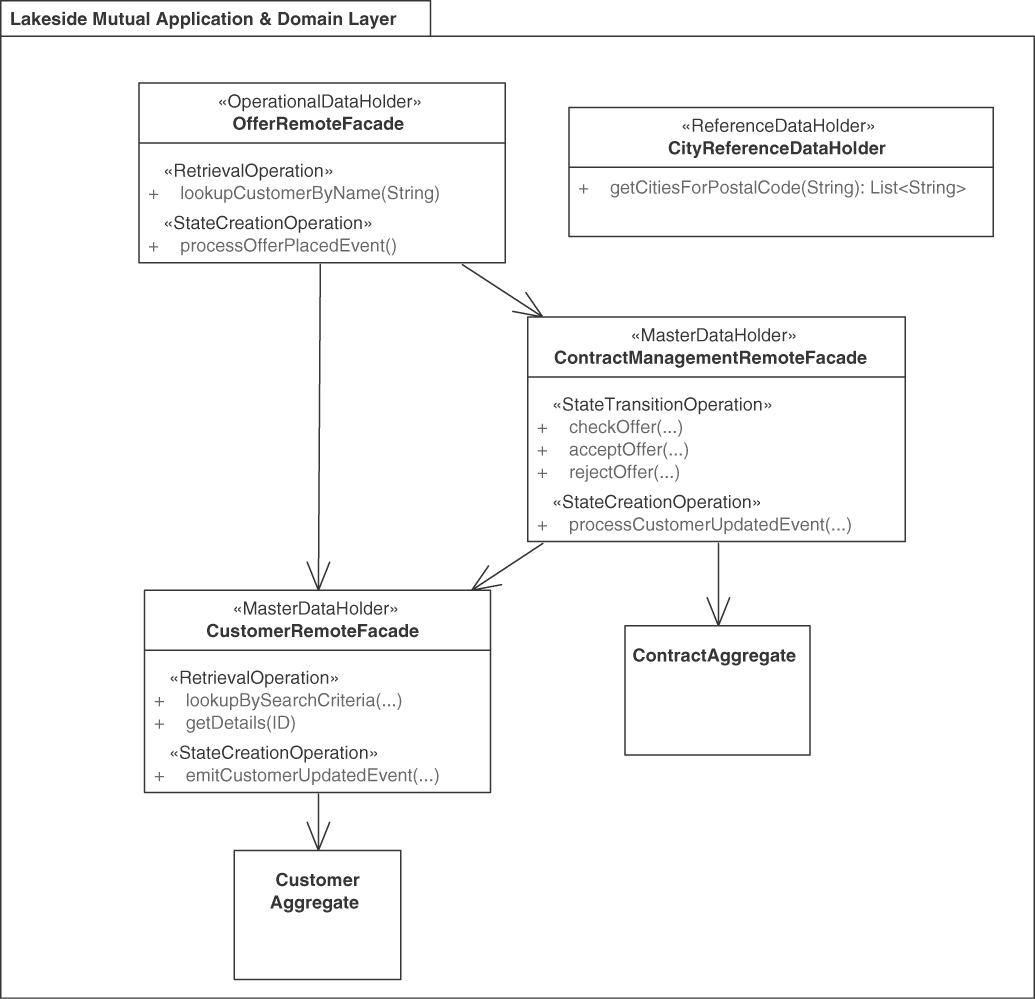 Lakeside Mutual Application & Domain Layer
«OperationalDataHolder»
OfferRemoteFacade
«RetrievalOperation»
+ lookupCustomerByName(String)
«StateCreationOperation»
+ processOfferPlacedEvent()
«ReferenceDataHolder»
CityReferenceDataHolder
+ getCitiesForPostalCode(String): List<String>
«MasterDataHolder»
ContractManagementRemoteFacade
«StateTransitionOperation»
+ checkOffer(...)
+ acceptOffer(...)
+ rejectOffer(...)
«StateCreationOperation»
+ processCustomerUpdatedEvent(...)
«MasterDataHolder»
CustomerRemoteFacade
«RetrievalOperation»
+ lookupBySearchCriteria(...)
+ getDetails(ID)
«StateCreationOperation»
+ emitCustomerUpdatedEvent(...)
ContractAggregate
Customer
Aggregate